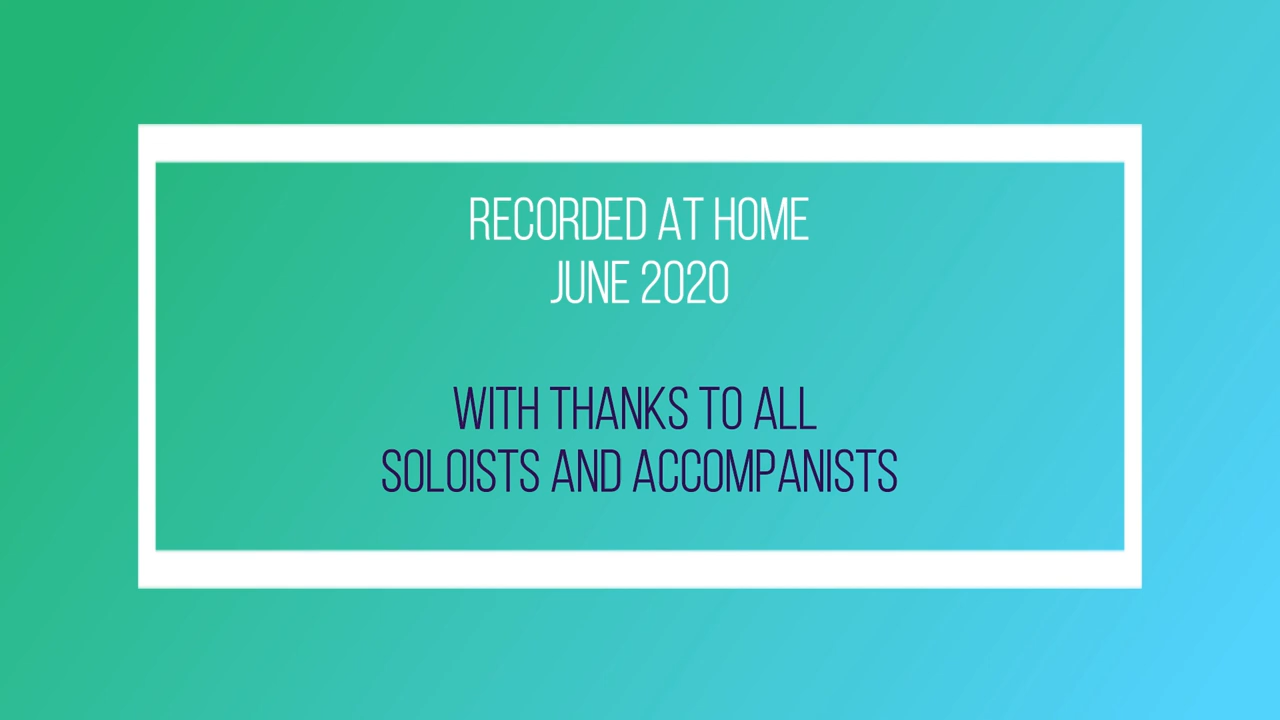 RECORDED AT HOME
JUNE 2020
WITH THANKS TO ALL
SOLOISTS AND ACCOMPANISTS